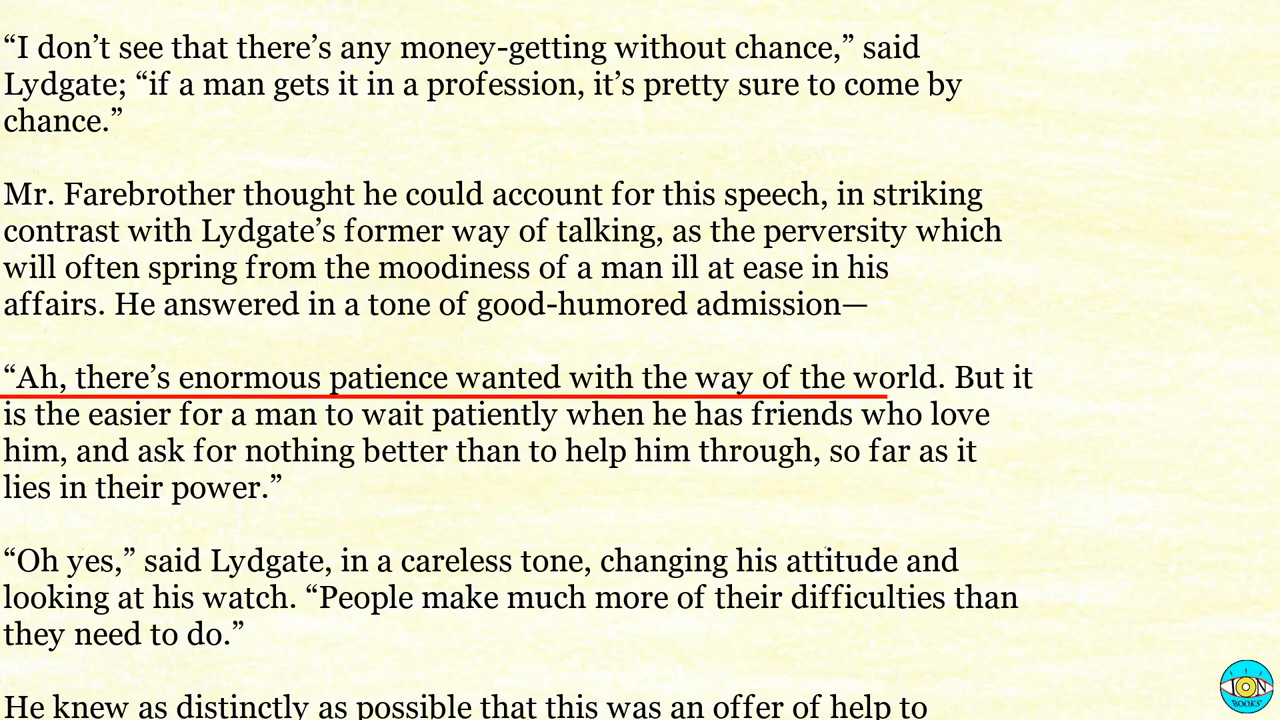 “I don’t see that there’s any money-getting without chance,” said
Lydgate; “if a man gets it in a profession, it’s pretty sure to come by
chance.”
Mr. Farebrother thought he could account for this speech, in striking
contrast with Lydgate’s former way of talking, as the perversity which
will often spring from the moodiness of a man ill at ease in his
affairs. He answered in a tone of good-humored admission—
“Ah, there’s enormous patience wanted with the way of the world. But it
is the easier for a man to wait patiently when he has friends who love
him, and ask for nothing better than to help him through, so far as it
lies in their power.”
“Oh yes,” said Lydgate, in a careless tone, changing his attitude and
looking at his watch. “People make much more of their difficulties than
they need to do.”
He knew as distinctly as possible that this was an offer of help to
ION
BOOKS